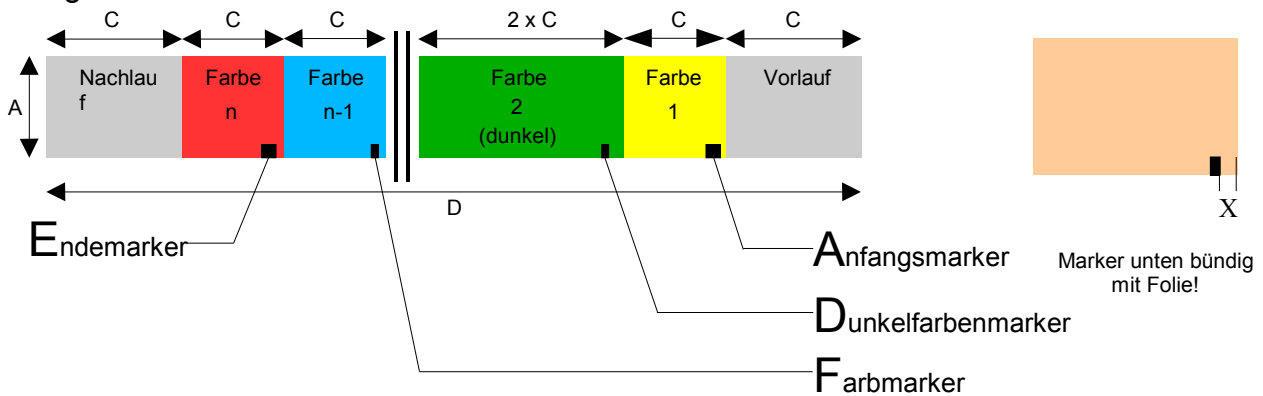 C C C 2 x C C C
Nachlau
f
Farbe
n
Farbe
n-1
Farbe
2
(dunkel)
Farbe
1
Vorlauf
A
D
X
Endemarker
Anfangsmarker
Dunkelfarbenmarker
Farbmarker
Marker unten bündig
mit Folie!